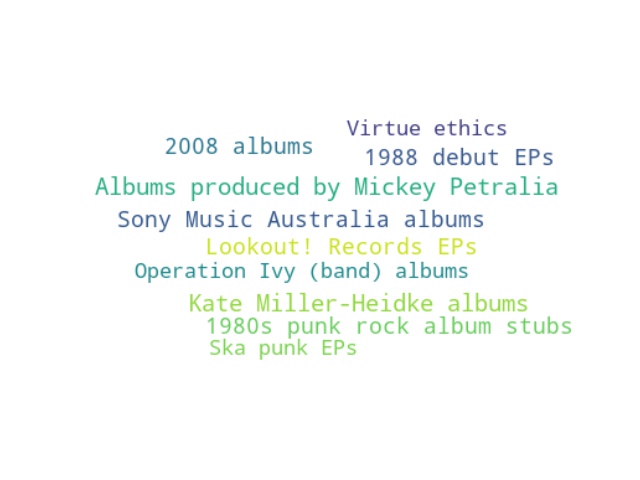 Virtue ethics
2008 albums
1988 debut EPs
Albums produced by Mickey Petralia
Sony Music Australia albums
Lookout! Records EPs
Operation Ivy (band) albums
Kate Miller-Heidke albums
1980s punk rock album stubs
Ska punk EPs